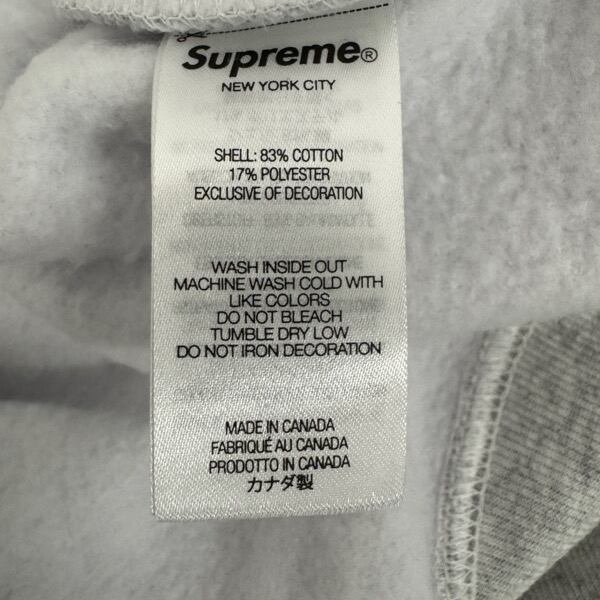 Supreme®
NEW YORK CITY
SHELL: 83% COTTON
17% POLYESTER
EXCLUSIVE OF DECORATION
WASH INSIDE OUT
MACHINE WASH COLD WITH
LIKE COLORS
DO NOT BLEACH
TUMBLE DRY LOW
DO NOT IRON DECORATION
MADE IN CANADA
FABRIQUÉ AU CANADA
PRODOTTO IN CANADA
カナダ製